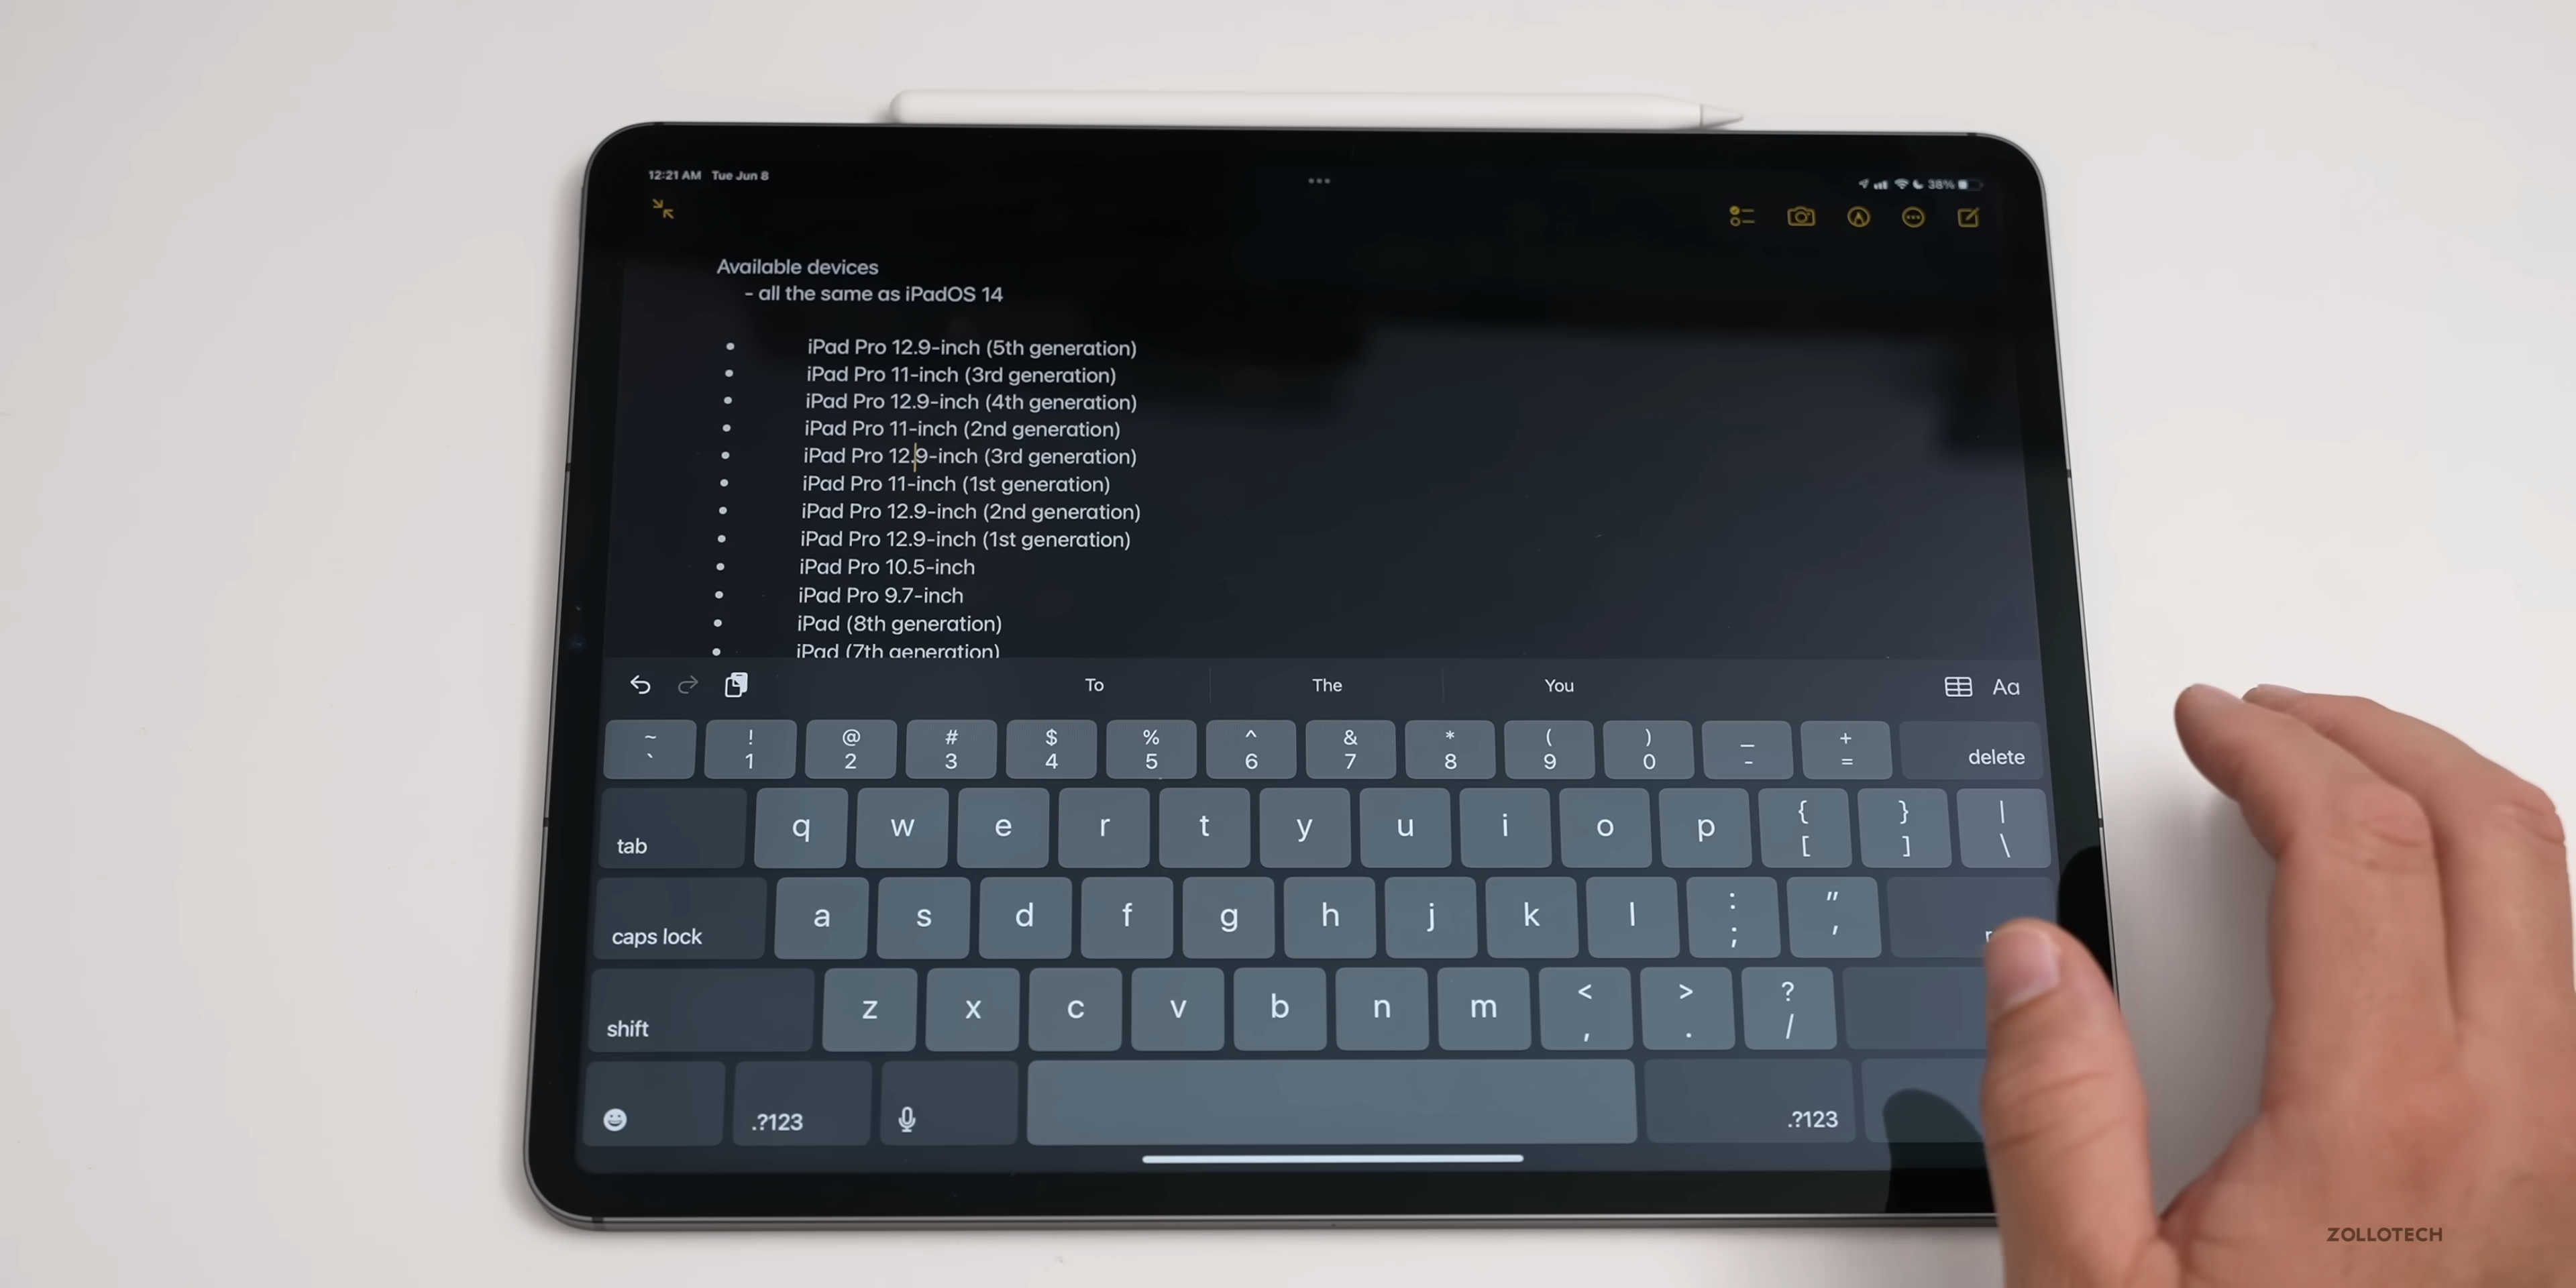 12:21 AM Tue Jun 8
38%
Available devices
- all the same as iPadOS 14
• iPad Pro 12.9-inch (5th generation)
• iPad Pro 11-inch (3rd generation)
• iPad Pro 12.9-inch (4th generation)
• iPad Pro 11-inch (2nd generation)
• iPad Pro 12.9-inch (3rd generation)
• iPad Pro 11-inch (1st generation)
• iPad Pro 12.9-inch (2nd generation)
• iPad Pro 12.9-inch (1st generation)
• iPad Pro 10.5-inch
• iPad Pro 9.7-inch
• iPad (8th generation)
• iPad (7th generation)
To The You Aa
~ ! @ # $ % ^ & * ( ) _ +
` 1 2 3 4 5 6 7 8 9 0 - = delete
tab q w e r t y u i o p { [ } ] | \
caps lock a s d f g h j k l : ; " '
shift z x c v b n m < , > . ? /
.?123 .?123
ZOLLOTECH